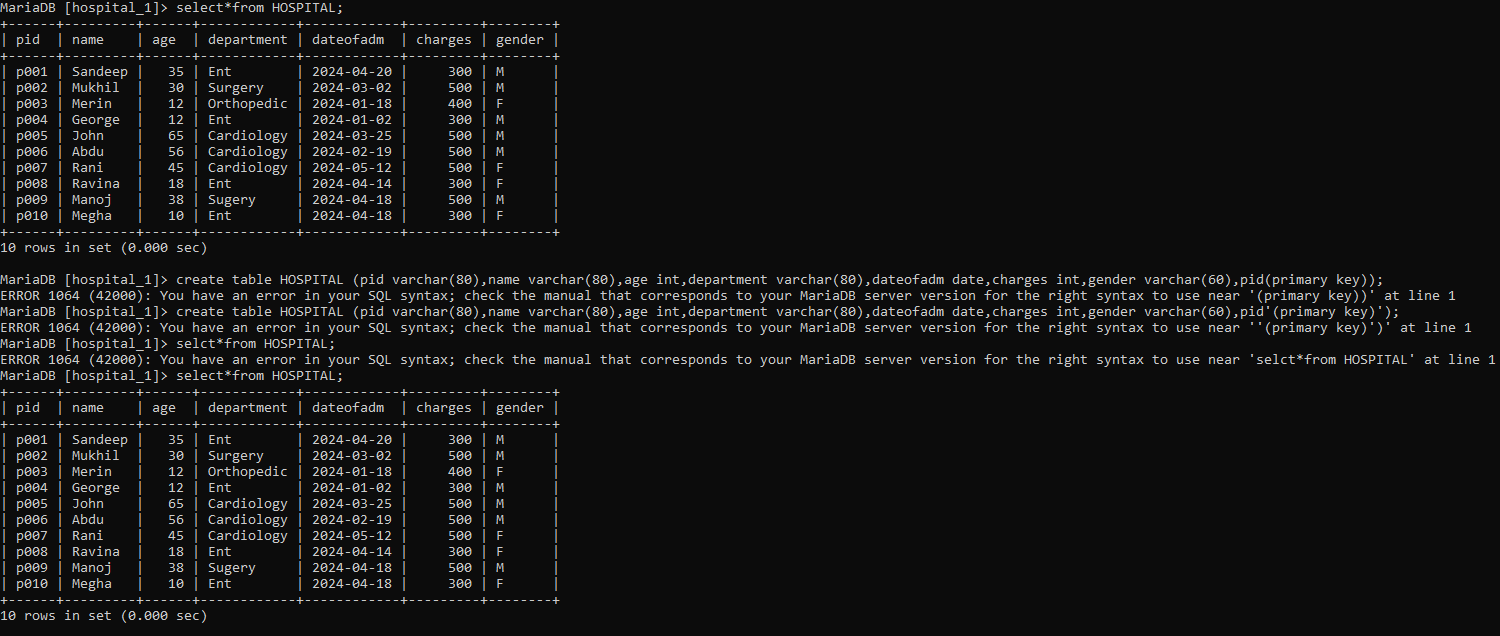 MariaDB [hospital_1]> select*from HOSPITAL;
+------+---------+------+------------+------------+---------+--------+
| pid  | name    | age  | department | dateofadm  | charges | gender |
+------+---------+------+------------+------------+---------+--------+
| p001 | Sandeep |   35 | Ent        | 2024-04-20 |     300 | M      |
| p002 | Mukhil  |   30 | Surgery    | 2024-03-02 |     500 | M      |
| p003 | Merin   |   12 | Orthopedic | 2024-01-18 |     400 | F      |
| p004 | George  |   12 | Ent        | 2024-01-02 |     300 | M      |
| p005 | John    |   65 | Cardiology | 2024-03-25 |     500 | M      |
| p006 | Abdu    |   56 | Cardiology | 2024-02-19 |     500 | M      |
| p007 | Rani    |   45 | Cardiology | 2024-05-12 |     500 | F      |
| p008 | Ravina  |   18 | Ent        | 2024-04-14 |     300 | F      |
| p009 | Manoj   |   38 | Sugery     | 2024-04-18 |     500 | M      |
| p010 | Megha   |   10 | Ent        | 2024-04-18 |     300 | F      |
+------+---------+------+------------+------------+---------+--------+
10 rows in set (0.000 sec)

MariaDB [hospital_1]> create table HOSPITAL (pid varchar(80),name varchar(80),age int,department varchar(80),dateofadm date,charges int,gender varchar(60),pid(primary key));
ERROR 1064 (42000): You have an error in your SQL syntax; check the manual that corresponds to your MariaDB server version for the right syntax to use near '(primary key))' at line 1
MariaDB [hospital_1]> create table HOSPITAL (pid varchar(80),name varchar(80),age int,department varchar(80),dateofadm date,charges int,gender varchar(60),pid'(primary key)');
ERROR 1064 (42000): You have an error in your SQL syntax; check the manual that corresponds to your MariaDB server version for the right syntax to use near ''(primary key)')' at line 1
MariaDB [hospital_1]> selct*from HOSPITAL;
ERROR 1064 (42000): You have an error in your SQL syntax; check the manual that corresponds to your MariaDB server version for the right syntax to use near 'selct*from HOSPITAL' at line 1
MariaDB [hospital_1]> select*from HOSPITAL;
+------+---------+------+------------+------------+---------+--------+
| pid  | name    | age  | department | dateofadm  | charges | gender |
+------+---------+------+------------+------------+---------+--------+
| p001 | Sandeep |   35 | Ent        | 2024-04-20 |     300 | M      |
| p002 | Mukhil  |   30 | Surgery    | 2024-03-02 |     500 | M      |
| p003 | Merin   |   12 | Orthopedic | 2024-01-18 |     400 | F      |
| p004 | George  |   12 | Ent        | 2024-01-02 |     300 | M      |
| p005 | John    |   65 | Cardiology | 2024-03-25 |     500 | M      |
| p006 | Abdu    |   56 | Cardiology | 2024-02-19 |     500 | M      |
| p007 | Rani    |   45 | Cardiology | 2024-05-12 |     500 | F      |
| p008 | Ravina  |   18 | Ent        | 2024-04-14 |     300 | F      |
| p009 | Manoj   |   38 | Sugery     | 2024-04-18 |     500 | M      |
| p010 | Megha   |   10 | Ent        | 2024-04-18 |     300 | F      |
+------+---------+------+------------+------------+---------+--------+
10 rows in set (0.000 sec)